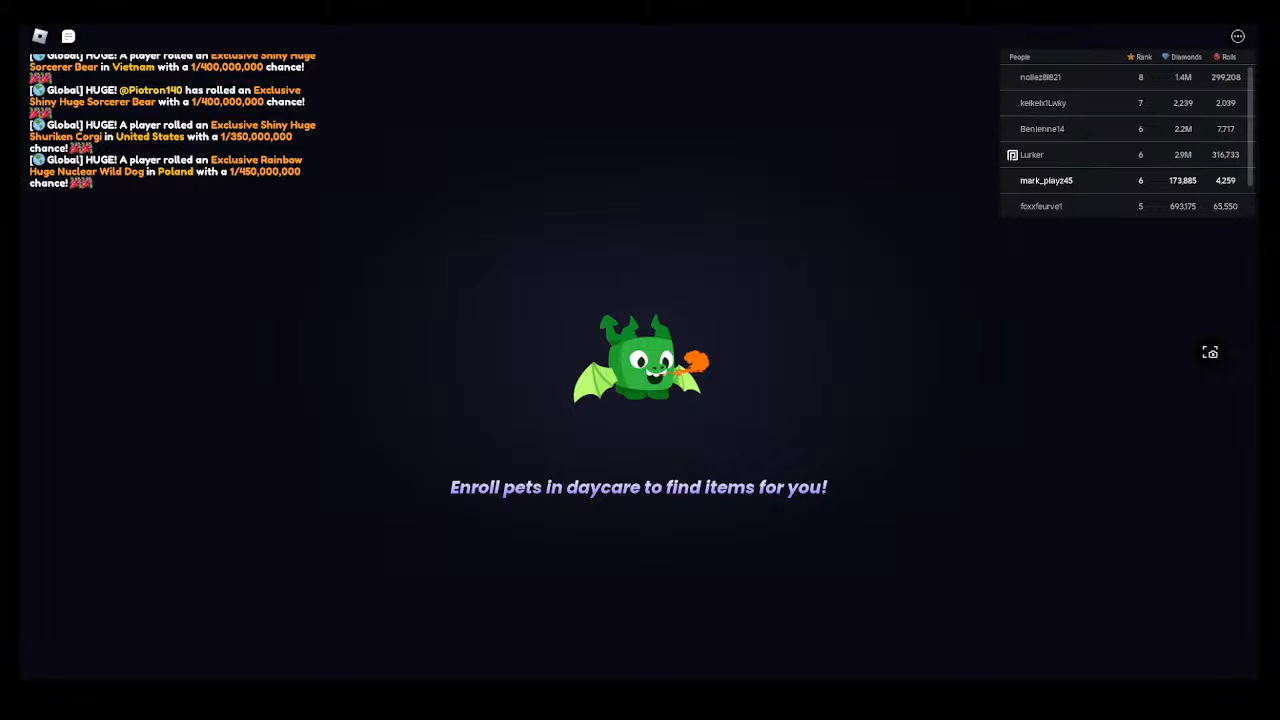 [🌎 Global] HUGE! A player rolled an Exclusive Shiny Huge
Sorcerer Bear in Vietnam with a 1/400,000,000 chance!
🎉🎉
[🌎 Global] HUGE! @Piotron140 has rolled an Exclusive
Shiny Huge Sorcerer Bear with a 1/400,000,000 chance!
🎉🎉
[🌎 Global] HUGE! A player rolled an Exclusive Shiny Huge
Shuriken Corgi in United States with a 1/350,000,000
chance! 🎉🎉
[🌎 Global] HUGE! A player rolled an Exclusive Rainbow
Huge Nuclear Wild Dog in Poland with a 1/450,000,000
chance! 🎉🎉
People Rank Diamonds Rolls
8 1.4M 299,208
7 2,239 2,039
Benienne14 6 2.2M 7,717
Lurker 6 2.9M 316,733
mark_playz45 6 173,885 4,259
foxxfeurve1 5 693,175 65,550
Enroll pets in daycare to find items for you!